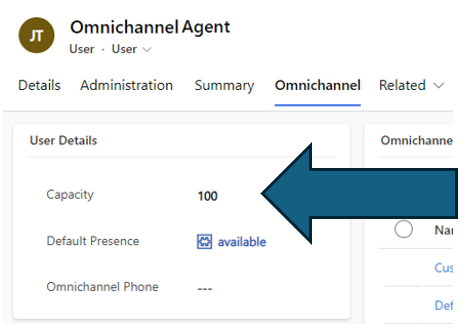 JT
Omnichannel Agent
User · User
Details Administration Summary Omnichannel Related
User Details
Omnichanne
Capacity 100
Default Presence available
Na
Omnichannel Phone ---
Cus
Def